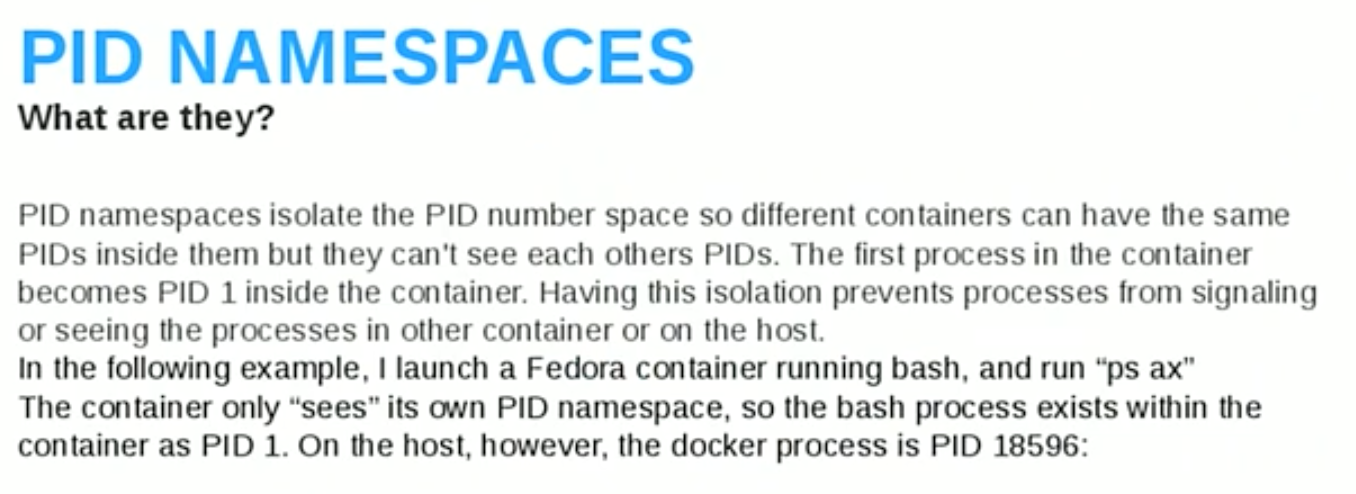 PID NAMESPACES
What are they?
PID namespaces isolate the PID number space so different containers can have the same
PIDs inside them but they can't see each others PIDs. The first process in the container
becomes PID 1 inside the container. Having this isolation prevents processes from signaling
or seeing the processes in other container or on the host.
In the following example, I launch a Fedora container running bash, and run “ps ax”
The container only “sees” its own PID namespace, so the bash process exists within the
container as PID 1. On the host, however, the docker process is PID 18596: